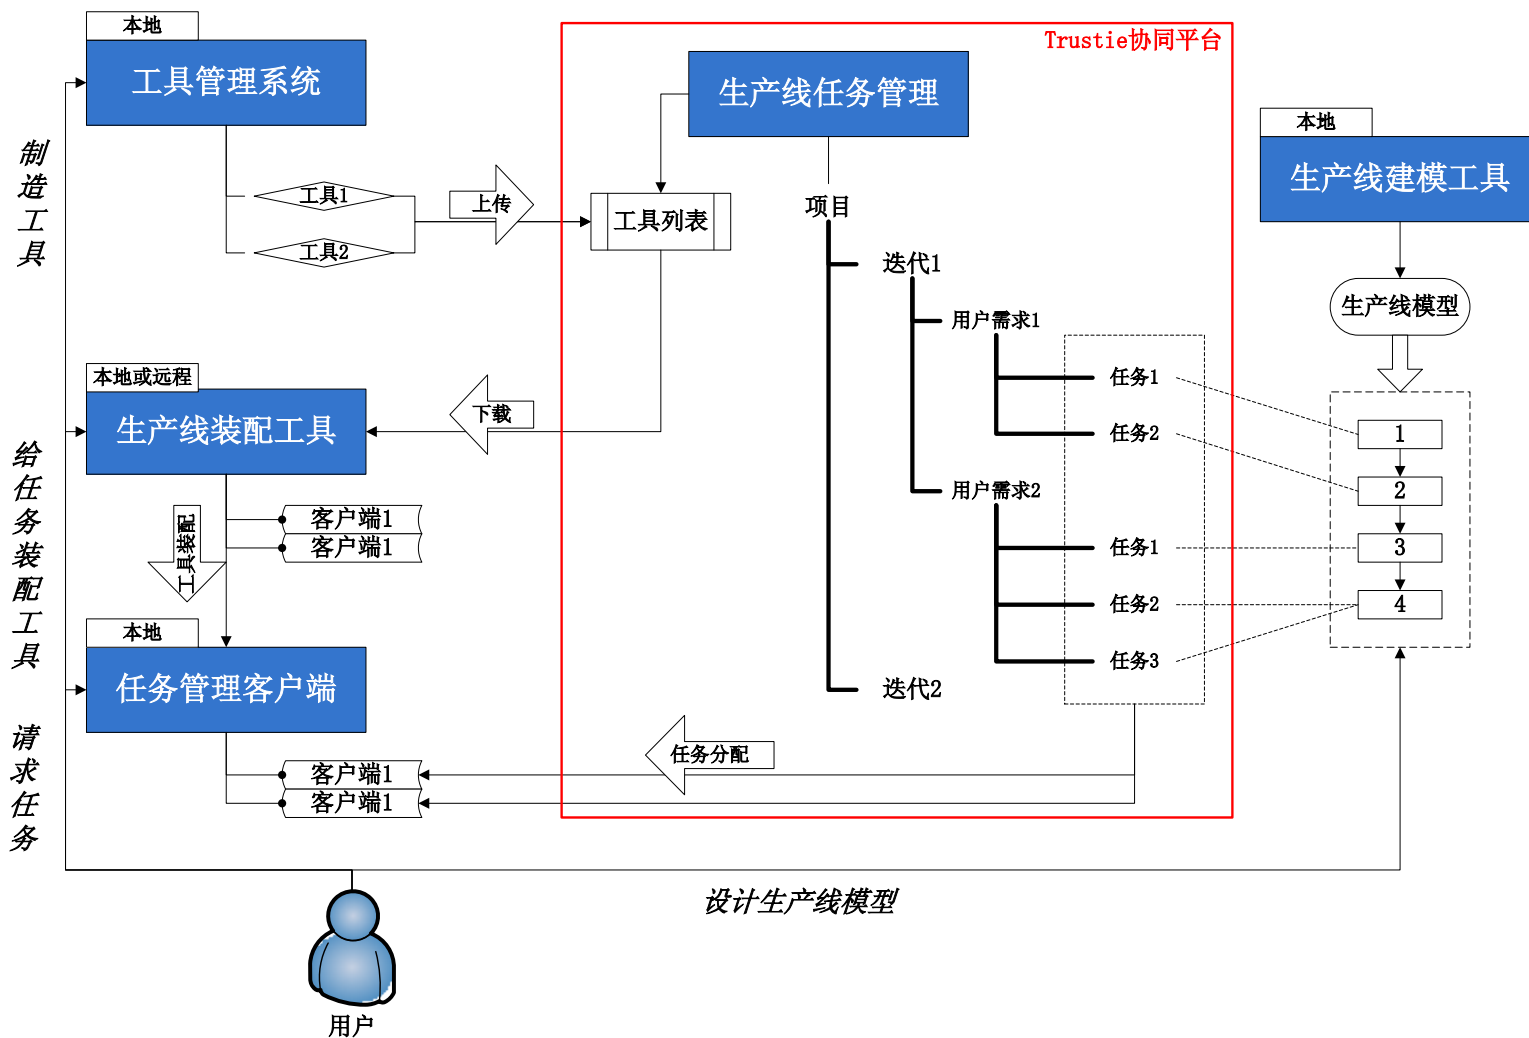 本地
工具管理系统
制造工具
工具1
工具2
上传
Trustie协同平台
生产线任务管理
工具列表
项目
迭代1
用户需求1
任务1
任务2
用户需求2
任务1
任务2
任务3
迭代2
本地
生产线建模工具
生产线模型
1
2
3
4
下载
本地或远程
生产线装配工具
给任务装配工具
客户端1
客户端1
工具装配
本地
任务管理客户端
请求任务
客户端1
客户端1
任务分配
设计生产线模型
用户